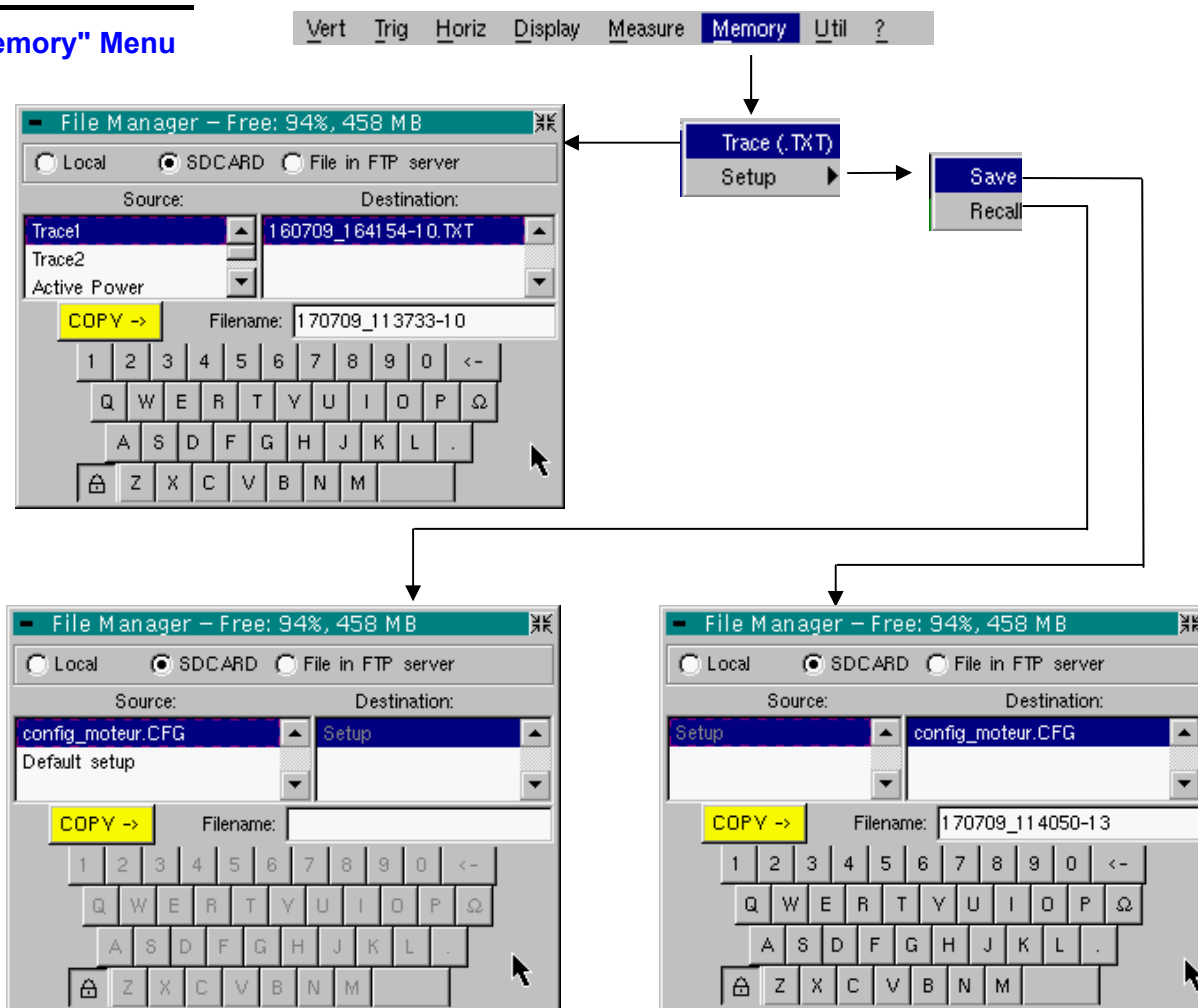 emory" Menu
Vert Trig Horiz Display Measure Memory Util ?
Trace (.TXT)
Setup
Save
Recall
File Manager – Free: 94%, 458 MB
Local SDCARD File in FTP server
Source: Destination:
Trace1 160709_164154-10.TXT
Trace2
Active Power
COPY -> Filename: 170709_113733-10
1 2 3 4 5 6 7 8 9 0 <-
Q W E R T Y U I O P Ω
A S D F G H J K L .
Z X C V B N M
File Manager – Free: 94%, 458 MB
Local SDCARD File in FTP server
Source: Destination:
config_moteur.CFG Setup
Default setup
COPY -> Filename:
1 2 3 4 5 6 7 8 9 0 <-
Q W E R T Y U I O P Ω
A S D F G H J K L .
Z X C V B N M
File Manager – Free: 94%, 458 MB
Local SDCARD File in FTP server
Source: Destination:
Setup config_moteur.CFG
COPY -> Filename: 170709_114050-13
1 2 3 4 5 6 7 8 9 0 <-
Q W E R T Y U I O P Ω
A S D F G H J K L .
Z X C V B N M